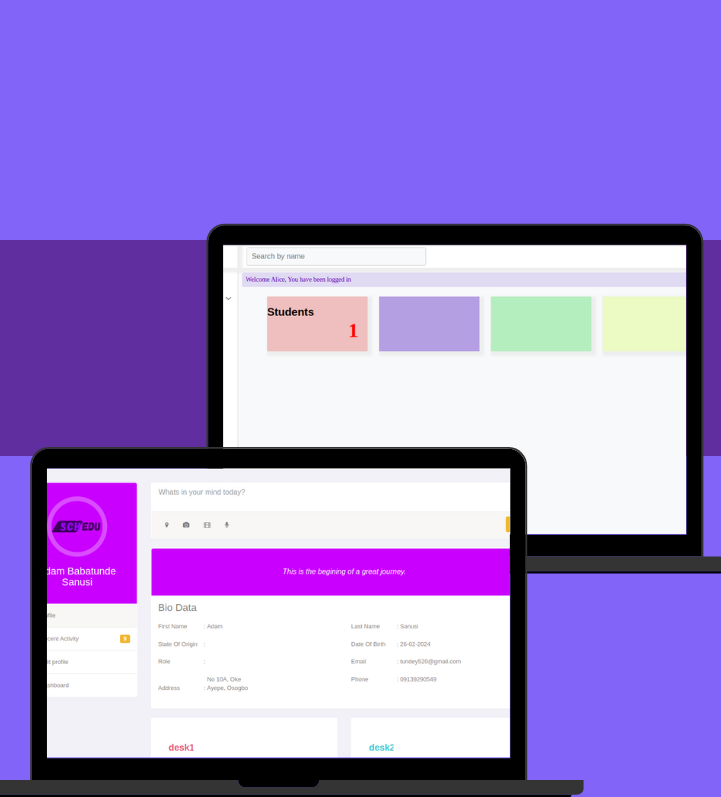 Search by name
Welcome Alice, You have been logged in
Students
1
Whats in your mind today?
SCI'EDU
dam Babatunde
Sanusi
This is the begining of a great journey.
Bio Data
First Name : Adam
Last Name : Sanusi
State Of Origin :
Date Of Birth : 26-02-2024
Role :
Email : tundey520@gmail.com
Address : No 10A, Oke
Ayepe, Osogbo
Phone : 09139290549
file
cent Activity 9
it profile
shboard
desk1
desk2